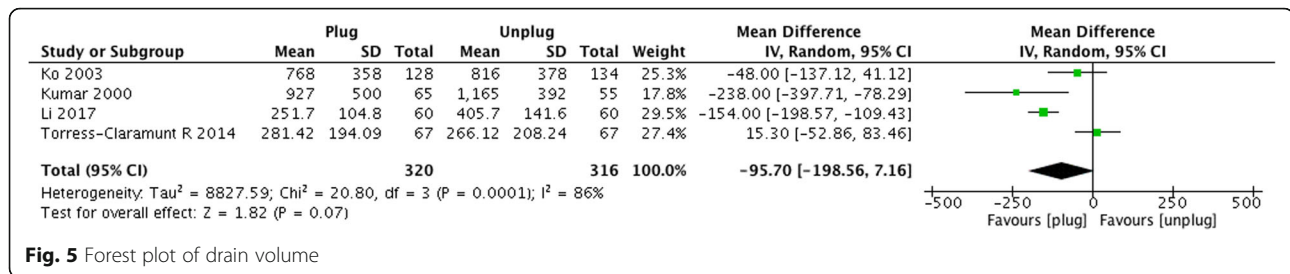 Plug Unplug Mean Difference Mean Difference
Study or Subgroup Mean SD Total Mean SD Total Weight IV, Random, 95% CI IV, Random, 95% CI
Ko 2003 768 358 128 816 378 134 25.3% −48.00 [−137.12, 41.12]
Kumar 2000 927 500 65 1,165 392 55 17.8% −238.00 [−397.71, −78.29]
Li 2017 251.7 104.8 60 405.7 141.6 60 29.5% −154.00 [−198.57, −109.43]
Torress−Claramunt R 2014 281.42 194.09 67 266.12 208.24 67 27.4% 15.30 [−52.86, 83.46]
Total (95% CI) 320 316 100.0% −95.70 [−198.56, 7.16]
Heterogeneity: Tau² = 8827.59; Chi² = 20.80, df = 3 (P = 0.0001); I² = 86%
Test for overall effect: Z = 1.82 (P = 0.07)
−500 −250 0 250 500
Favours [plug] Favours [unplug]
Fig. 5 Forest plot of drain volume